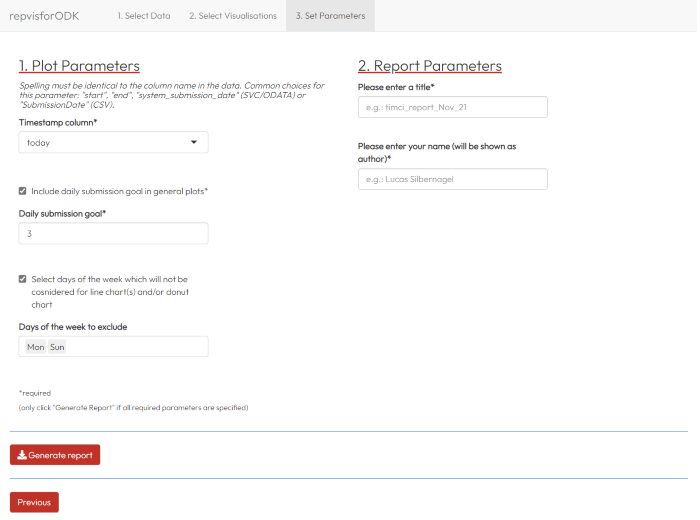 repvisforODK 1. Select Data 2. Select Visualisations 3. Set Parameters
1. Plot Parameters
Spelling must be identical to the column name in the data. Common choices for
this parameter: "start", "end", "system_submission_date" (SVC/ODATA) or
"SubmissionDate" (CSV).
Timestamp column*
today
Include daily submission goal in general plots*
Daily submission goal*
3
Select days of the week which will not be
cosnidered for line chart(s) and/or donut
chart
Days of the week to exclude
Mon Sun
*required
(only click "Generate Report" if all required parameters are specified)
2. Report Parameters
Please enter a title*
e.g.: timci_report_Nov_21
Please enter your name (will be shown as
author)*
e.g.: Lucas Silbernagel
Generate report
Previous